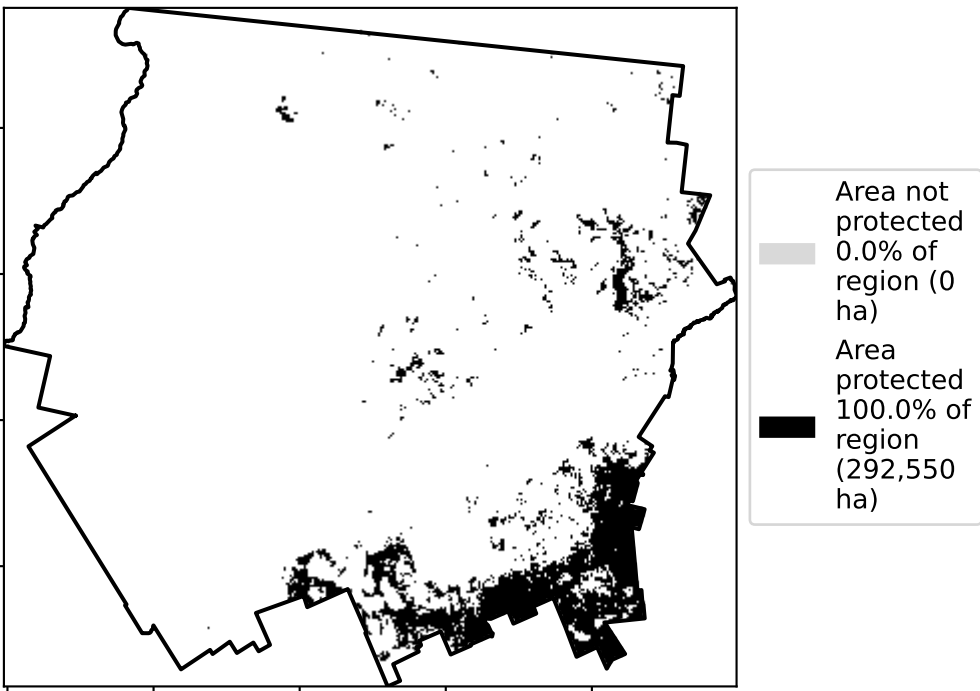 Area not
protected
0.0% of
region (0
ha)
Area
protected
100.0% of
region
(292,550
ha)